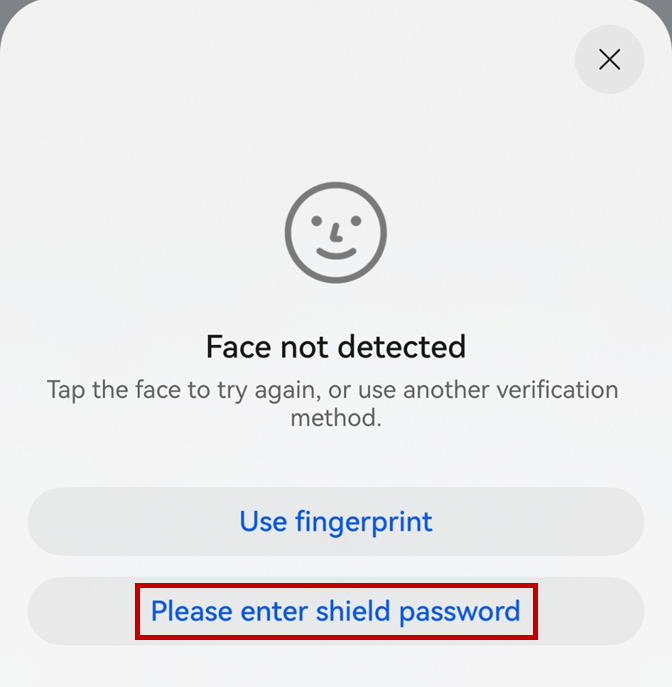 Face not detected
Tap the face to try again, or use another verification
method.
Use fingerprint
Please enter shield password